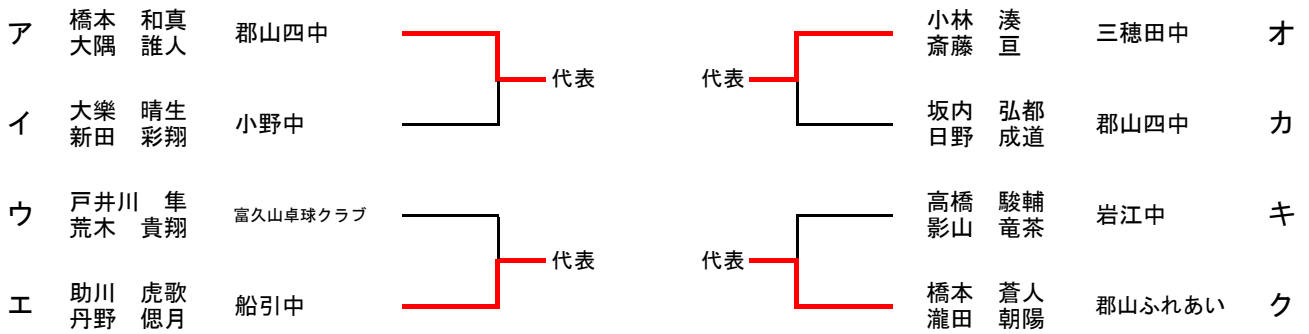 ア 橋本　和真 郡山四中
大隅　誰人
代表
イ 大樂　晴生 小野中
新田　彩翔
ウ 戸井川　隼 富久山卓球クラブ
荒木　貴翔
代表
エ 助川　虎歌 船引中
丹野　偲月
小林　湊 三穂田中 オ
斎藤　亘
代表
坂内　弘都 郡山四中 カ
日野　成道
高橋　駿輔 岩江中 キ
影山　竜茶
代表
橋本　蒼人 郡山ふれあい ク
瀧田　朝陽